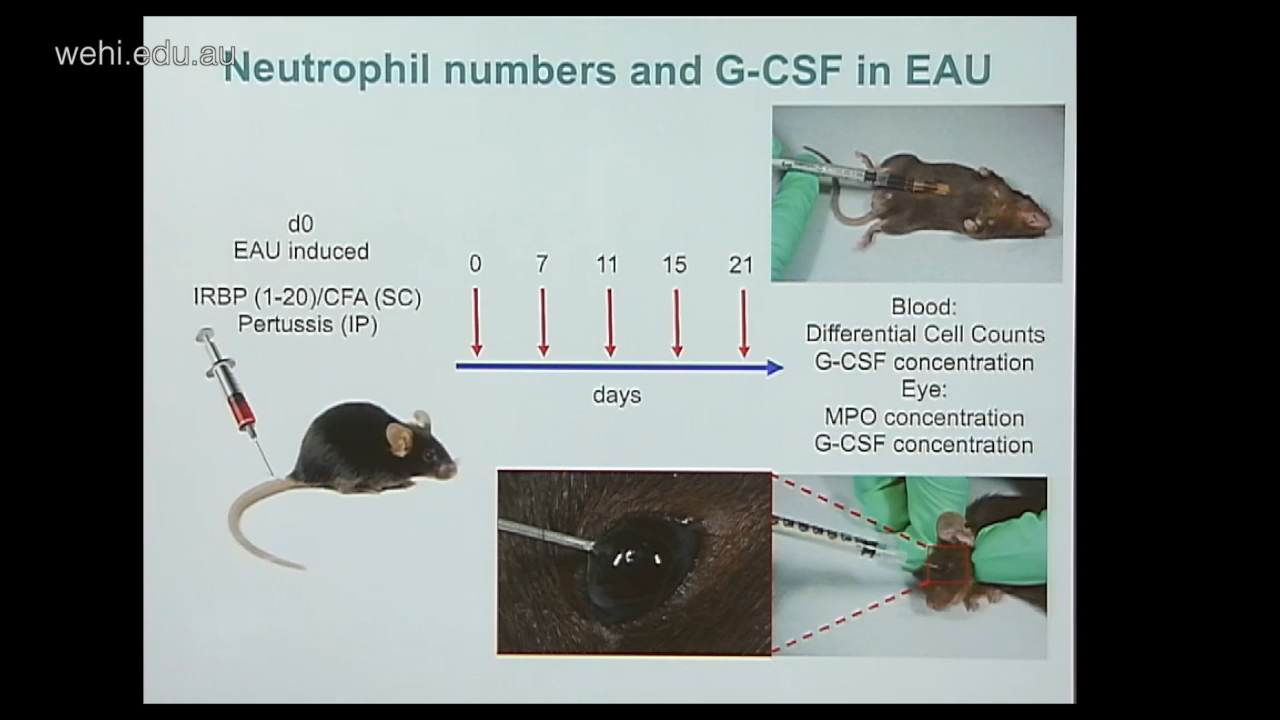 wehi.edu.au
Neutrophil numbers and G-CSF in EAU
d0
EAU induced
IRBP (1-20)/CFA (SC)
Pertussis (IP)
0 7 11 15 21
days
Blood:
Differential Cell Counts
G-CSF concentration
Eye:
MPO concentration
G-CSF concentration